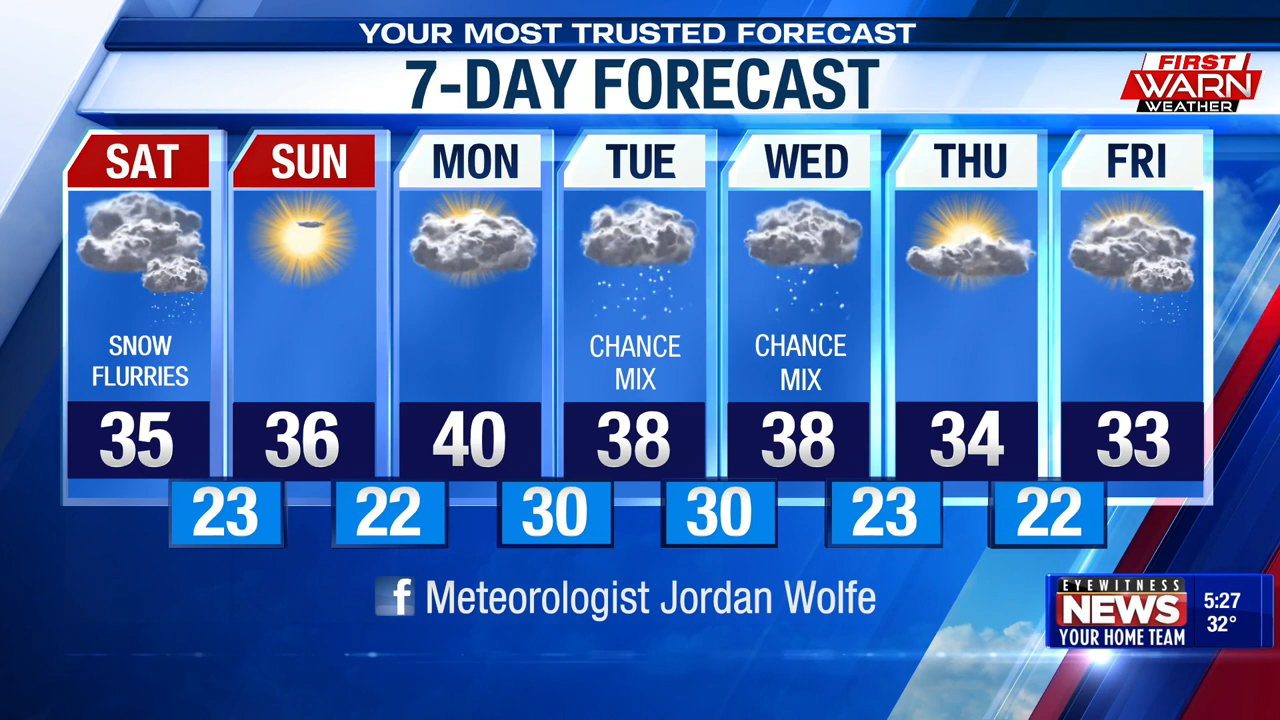 YOUR MOST TRUSTED FORECAST
7-DAY FORECAST
FIRST
WARN
WEATHER
SAT SUN MON TUE WED THU FRI
SNOW
FLURRIES
CHANCE
MIX
CHANCE
MIX
35 36 40 38 38 34 33
23 22 30 30 23 22
f Meteorologist Jordan Wolfe
EYEWITNESS
NEWS
YOUR HOME TEAM
5:27
32°